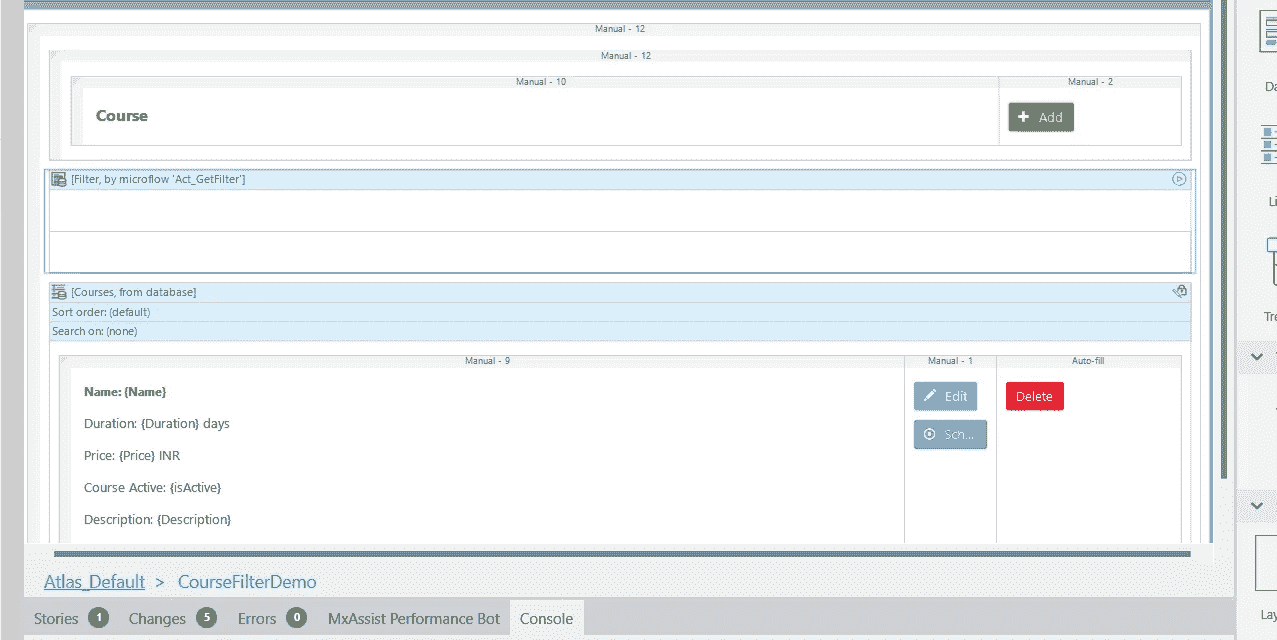 Manual - 12
Manual - 12
Manual - 10
Manual - 2
Course
Add
[Filter, by microflow 'Act_GetFilter']
[Courses, from database]
Sort order: (default)
Search on: (none)
Manual - 9
Manual - 1
Auto-fill
Name: {Name}
Edit
Delete
Duration: {Duration} days
Sch...
Price: {Price} INR
Course Active: {isActive}
Description: {Description}
Atlas_Default > CourseFilterDemo
Stories 1 Changes 5 Errors 0 MxAssist Performance Bot Console
Da
Li
Tre
Lay